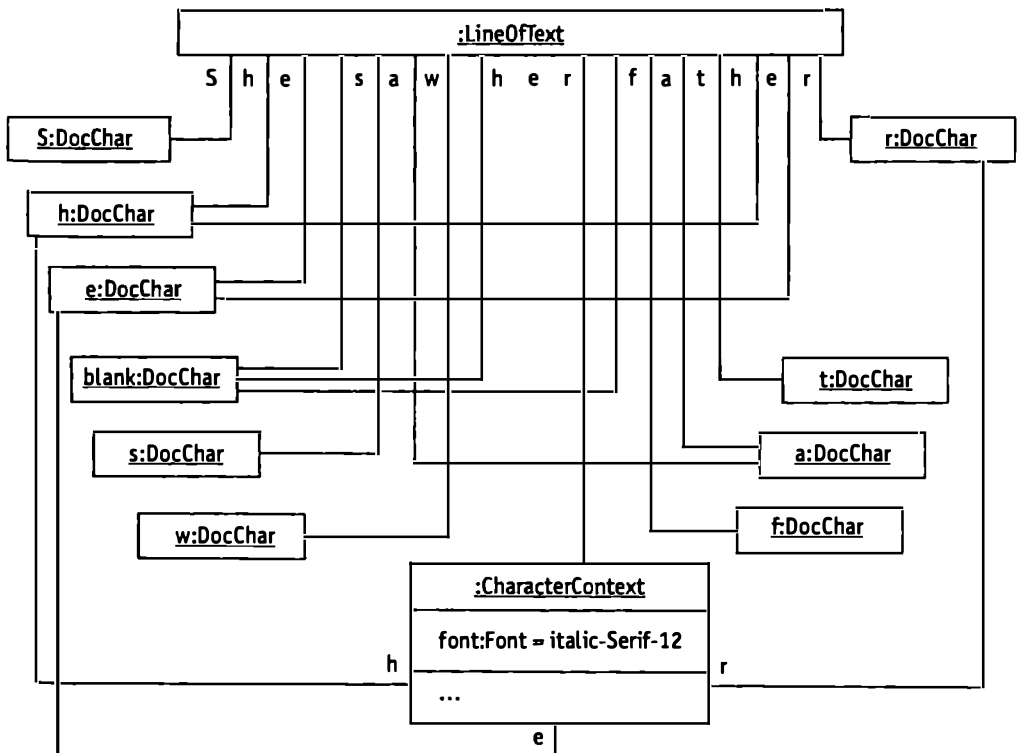 :LineOfText
S h e s a w h e r f a t h e r
S:DocChar
r:DocChar
h:DocChar
e:DocChar
blank:DocChar
t:DocChar
s:DocChar
a:DocChar
w:DocChar
f:DocChar
:CharacterContext
font:Font = italic-Serif-12
h
r
...
e